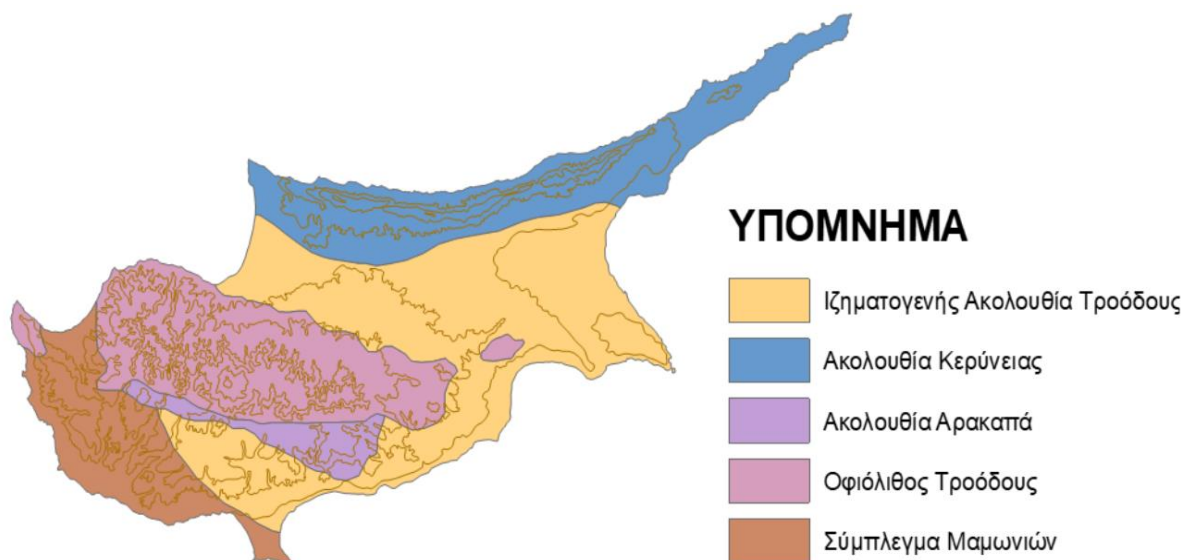 ΥΠΟΜΝΗΜΑ
Ιζηματογενής Ακολουθία Τροόδους
Ακολουθία Κερύνειας
Ακολουθία Αρακαπά
Οφιόλιθος Τροόδους
Σύμπλεγμα Μαμωνιών